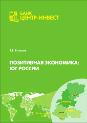 БАНК
ЦЕНТР-ИНВЕСТ
ПОЗИТИВНАЯ ЭКОНОМИКА:
ЮГ РОССИИ